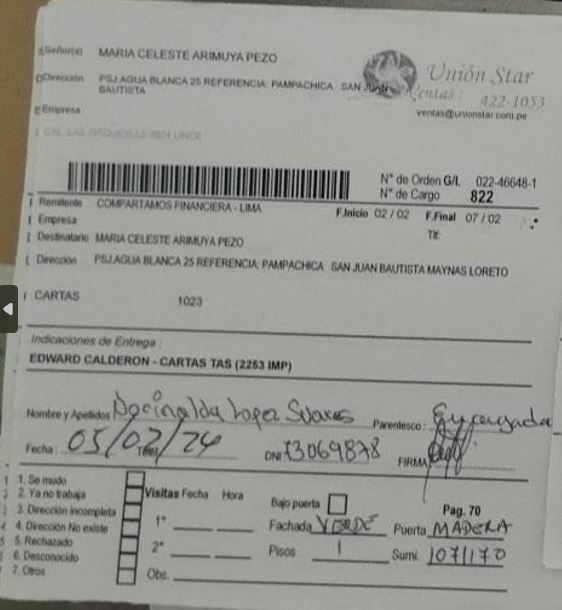 Señor(a) MARIA CELESTE ARIMUYA PEZO
Dirección PSJ.AGUA BLANCA 25 REFERENCIA: PAMPACHICA SAN JUAN BAUTISTA
Unión Star
Ventas : 422-1053
ventas@unionstar.com.pe
Empresa
N° de Orden G/L 022-46648-1
N° de Cargo 822
Remitente COMPARTAMOS FINANCIERA - LIMA
F.Inicio 02 / 02 F.Final 07 / 02
Empresa
Tlf:
Destinatario MARIA CELESTE ARIMUYA PEZO
Dirección PSJ.AGUA BLANCA 25 REFERENCIA: PAMPACHICA SAN JUAN BAUTISTA MAYNAS LORETO
CARTAS 1023
Indicaciones de Entrega :
EDWARD CALDERON - CARTAS TAS (2253 IMP)
Nombre y Apellidos Lopez Suares Parentesco :
Fecha : 05/02/24 DNI 73069878 FIRMA
1. Se mudo
2. Ya no trabaja
3. Dirección incompleta
4. Dirección No existe
5. Rechazado
6. Desconocido
7. Otros
Visitas Fecha Hora
1°
2°
Obs.
Bajo puerta
Pag. 70
Fachada VERDE Puerta MADERA
Pisos 1 Sumi. 1071170